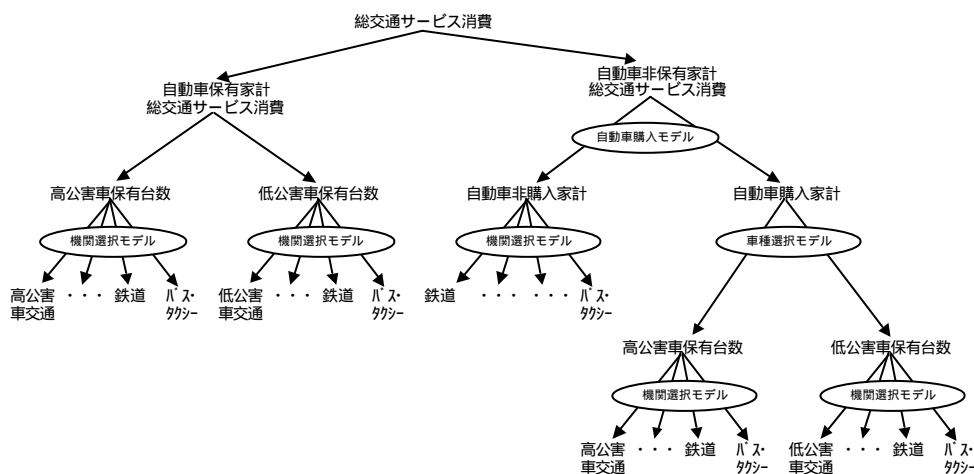 総交通サービス消費
自動車保有家計
総交通サービス消費
自動車非保有家計
総交通サービス消費
自動車購入モデル
高公害車保有台数
低公害車保有台数
自動車非購入家計
自動車購入家計
機関選択モデル
機関選択モデル
機関選択モデル
車種選択モデル
高公害
車交通
・・・
鉄道
バス・
タクシー
低公害
車交通
・・・
鉄道
バス・
タクシー
鉄道
・・・
・・・
バス・
タクシー
高公害車保有台数
低公害車保有台数
機関選択モデル
機関選択モデル
高公害
車交通
・・・
鉄道
バス・
タクシー
低公害
車交通
・・・
鉄道
バス・
タクシー